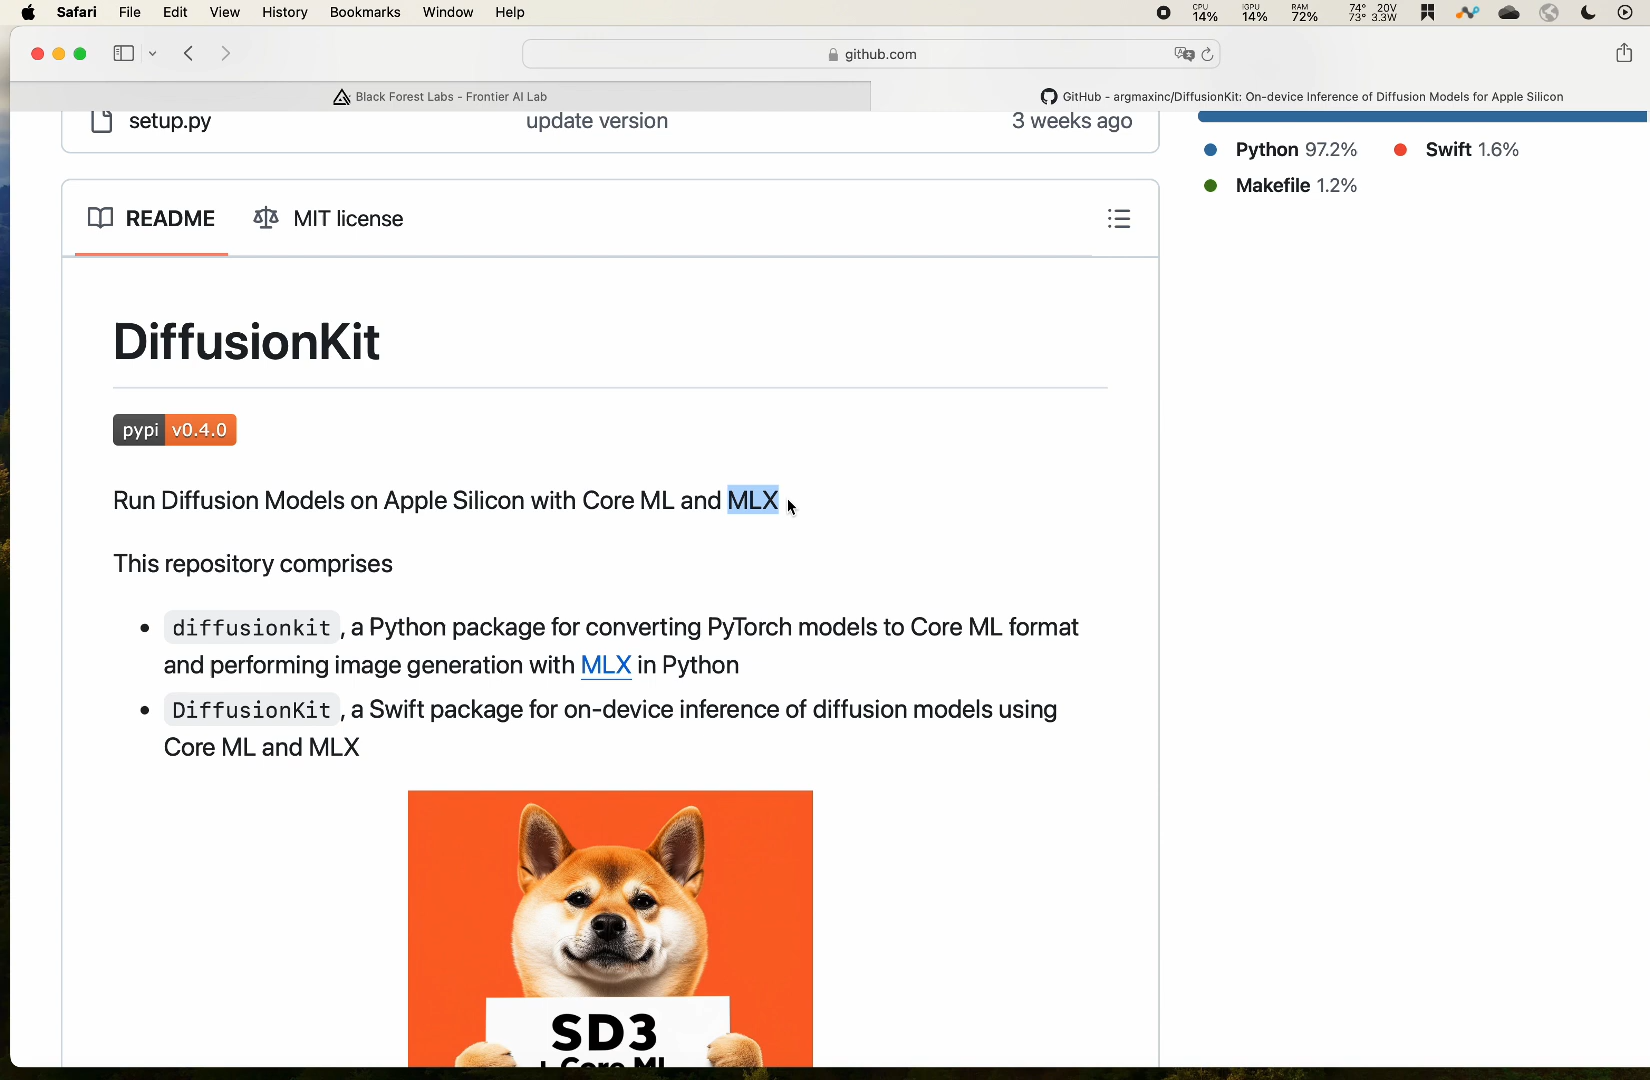 Safari File Edit View History Bookmarks Window Help CPU 14% IGPU 14% RAM 72% 74° 20V 73° 3.3W
github.com
Black Forest Labs - Frontier AI Lab
GitHub - argmaxinc/DiffusionKit: On-device Inference of Diffusion Models for Apple Silicon
setup.py update version 3 weeks ago
Python 97.2% Swift 1.6%
Makefile 1.2%
README MIT license
DiffusionKit
pypi v0.4.0
Run Diffusion Models on Apple Silicon with Core ML and MLX
This repository comprises
• diffusionkit, a Python package for converting PyTorch models to Core ML format
and performing image generation with MLX in Python
• DiffusionKit, a Swift package for on-device inference of diffusion models using
Core ML and MLX
SD3
+ Core ML